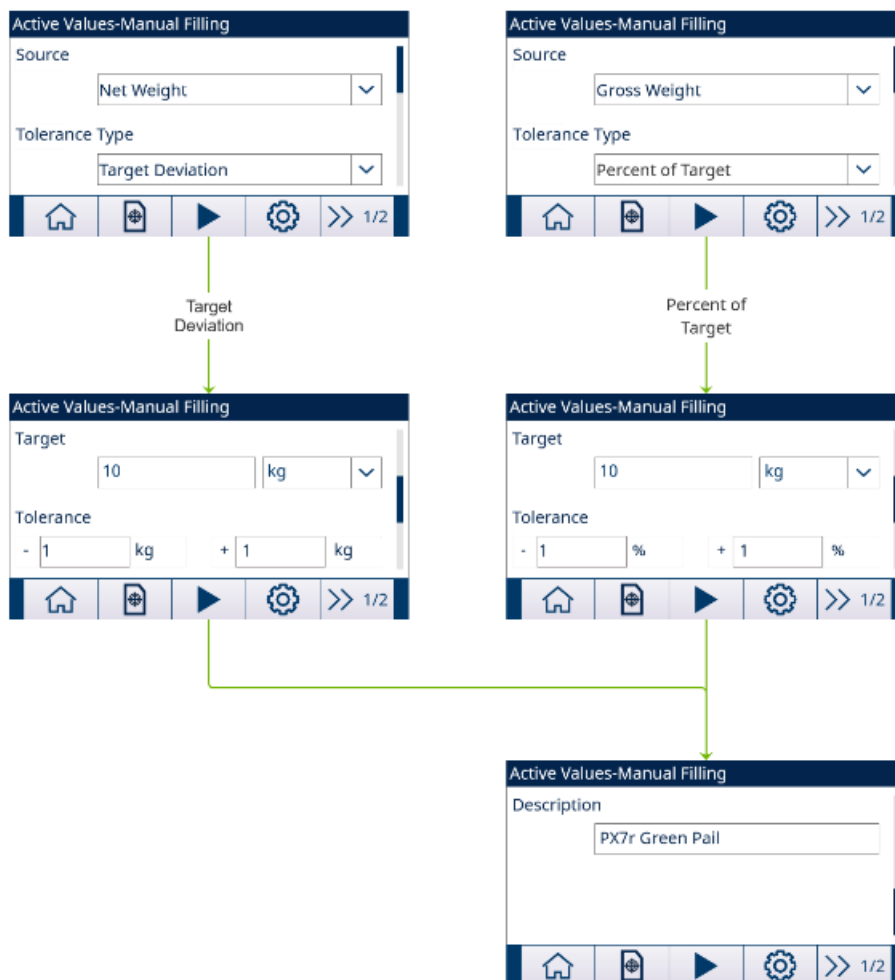 Active Values-Manual Filling
Source
Net Weight
Tolerance Type
Target Deviation
1/2
Active Values-Manual Filling
Source
Gross Weight
Tolerance Type
Percent of Target
1/2
Target
Deviation
Percent of
Target
Active Values-Manual Filling
Target
10 kg
Tolerance
- 1 kg + 1 kg
1/2
Active Values-Manual Filling
Target
10 kg
Tolerance
- 1 % + 1 %
1/2
Active Values-Manual Filling
Description
PX7r Green Pail
1/2